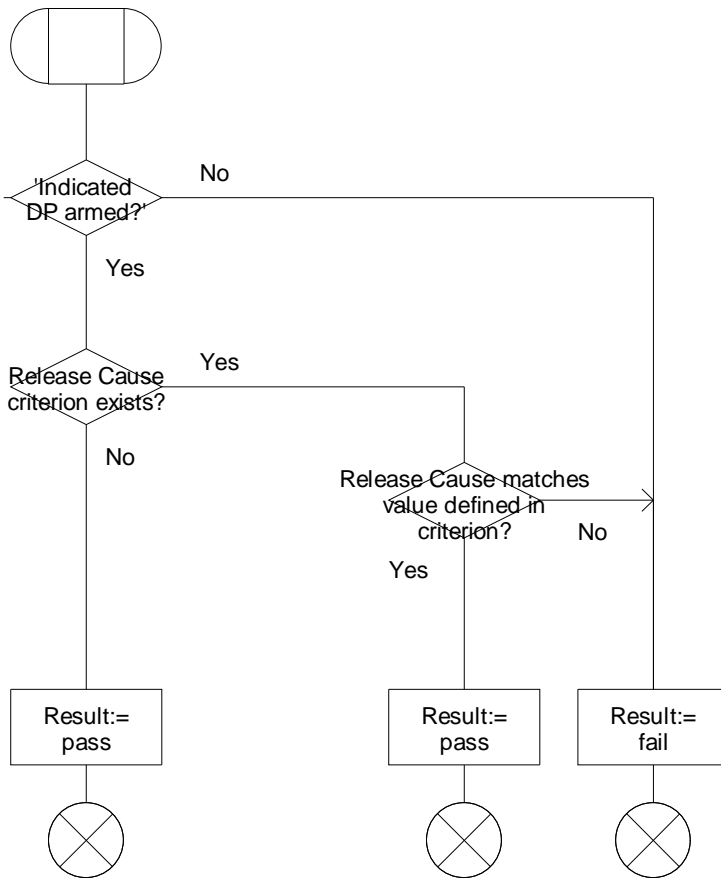 No
'Indicated
DP armed?'
Yes
Yes
Release Cause
criterion exists?
No
Release Cause matches
value defined in
criterion?
No
Yes
Result:=
pass
Result:=
pass
Result:=
fail